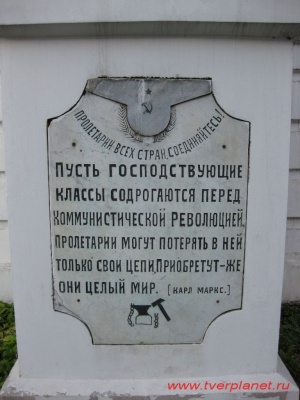 ПРОЛЕТАРИИ ВСЕХ СТРАН, СОЕДИНЯЙТЕСЬ!
ПУСТЬ ГОСПОДСТВУЮЩИЕ
КЛАССЫ СОДРОГАЮТСЯ ПЕРЕД
КОММУНИСТИЧЕСКОЙ РЕВОЛЮЦИЕЙ.
ПРОЛЕТАРИИ МОГУТ ПОТЕРЯТЬ В НЕЙ
ТОЛЬКО СВОИ ЦЕПИ, ПРИОБРЕТУТ-ЖЕ
ОНИ ЦЕЛЫЙ МИР. [КАРЛ МАРКС.]
www.tverplanet.ru